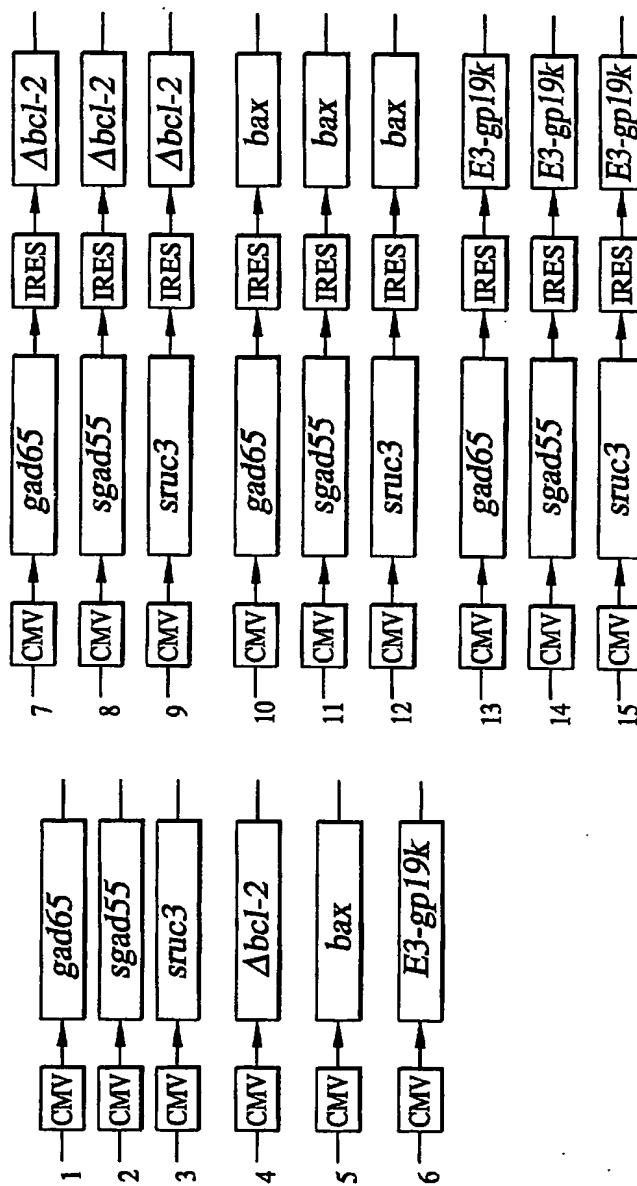 1 CMV gad65
2 CMV sgad55
3 CMV sruc3
4 CMV Δbcl-2
5 CMV bax
6 CMV E3-gp19k
7 CMV gad65 IRES Δbcl-2
8 CMV sgad55 IRES Δbcl-2
9 CMV sruc3 IRES Δbcl-2
10 CMV gad65 IRES bax
11 CMV sgad55 IRES bax
12 CMV sruc3 IRES bax
13 CMV gad65 IRES E3-gp19k
14 CMV sgad55 IRES E3-gp19k
15 CMV sruc3 IRES E3-gp19k